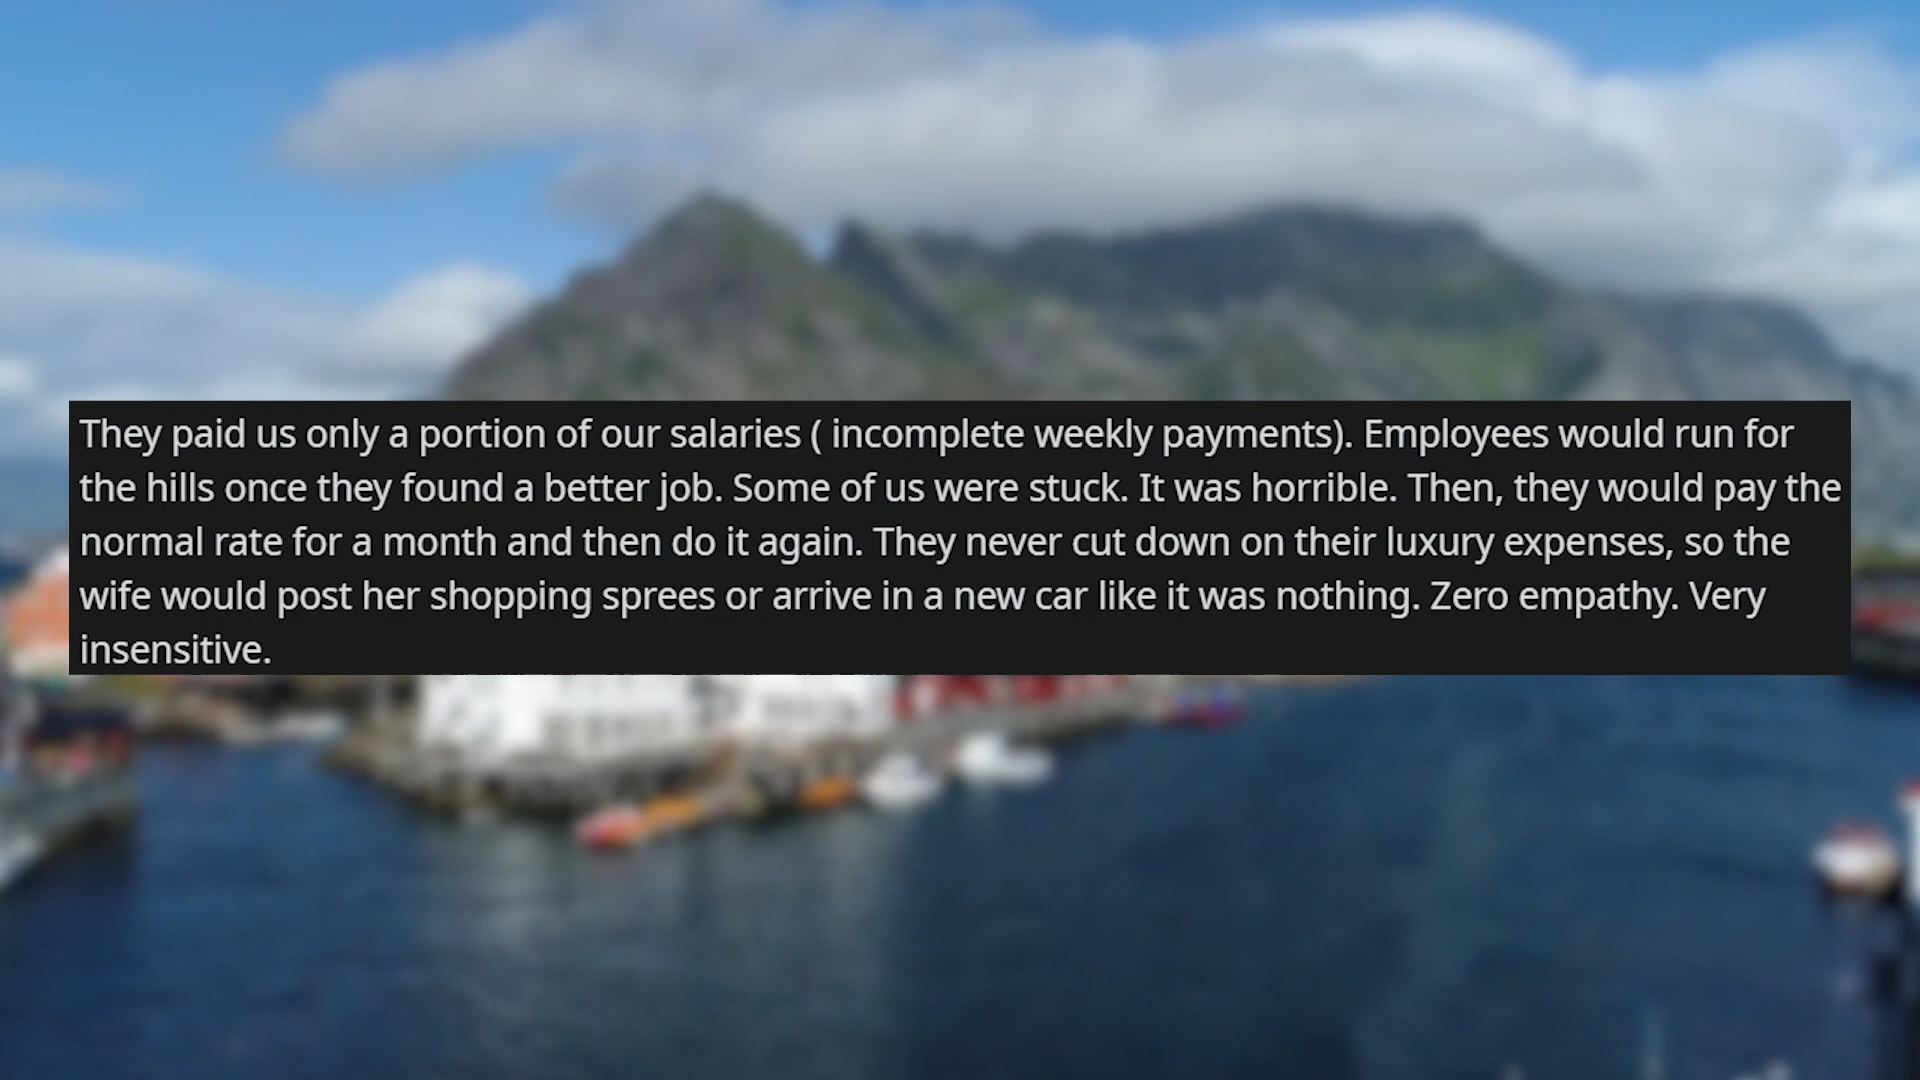 They paid us only a portion of our salaries ( incomplete weekly payments). Employees would run for
the hills once they found a better job. Some of us were stuck. It was horrible. Then, they would pay the
normal rate for a month and then do it again. They never cut down on their luxury expenses, so the
wife would post her shopping sprees or arrive in a new car like it was nothing. Zero empathy. Very
insensitive.